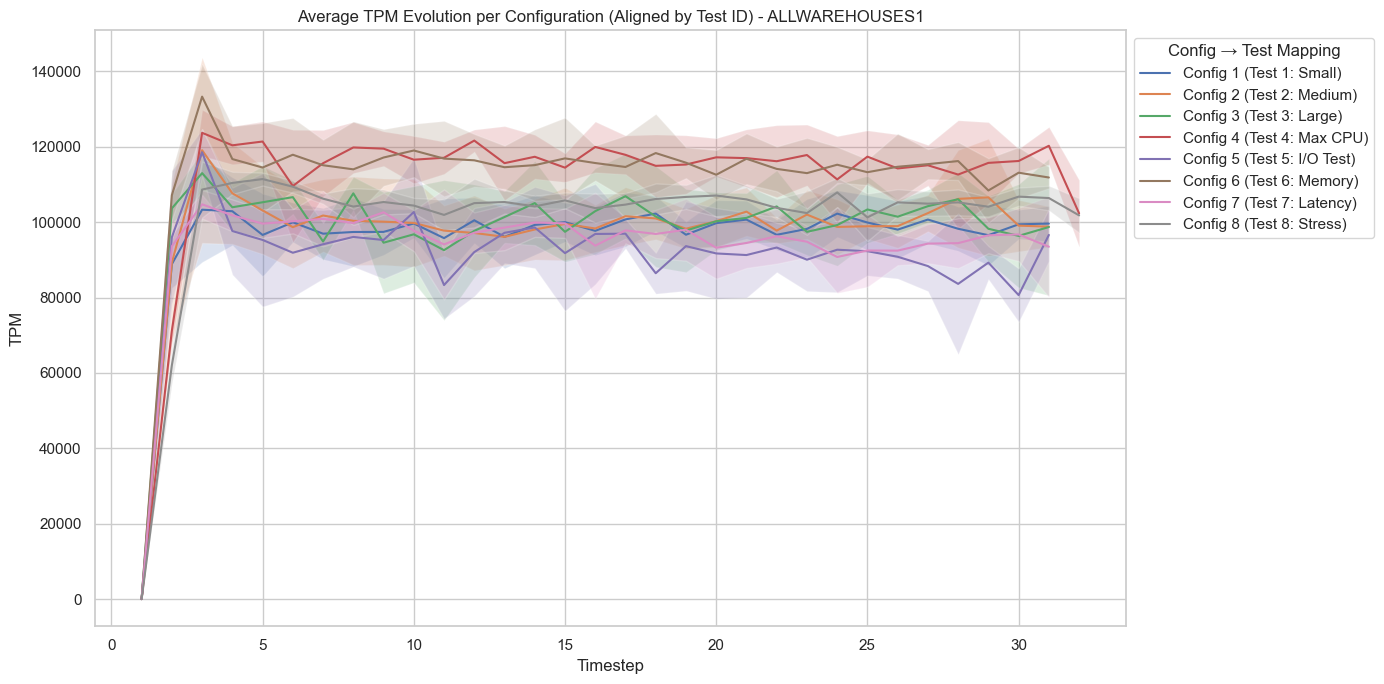 Average TPM Evolution per Configuration (Aligned by Test ID) - ALLWAREHOUSES1
Config → Test Mapping
Config 1 (Test 1: Small)
Config 2 (Test 2: Medium)
Config 3 (Test 3: Large)
Config 4 (Test 4: Max CPU)
Config 5 (Test 5: I/O Test)
Config 6 (Test 6: Memory)
Config 7 (Test 7: Latency)
Config 8 (Test 8: Stress)
TPM
140000
120000
100000
80000
60000
40000
20000
0
0 5 10 15 20 25 30
Timestep